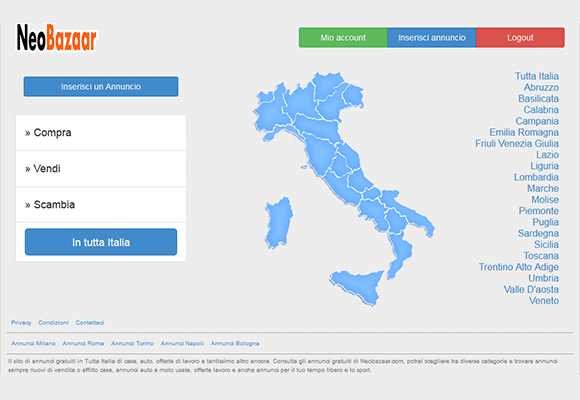 NeoBazaar
Mio account
Inserisci annuncio
Logout
Inserisci un Annuncio
» Compra
» Vendi
» Scambia
In tutta Italia
Tutta Italia
Abruzzo
Basilicata
Calabria
Campania
Emilia Romagna
Friuli Venezia Giulia
Lazio
Liguria
Lombardia
Marche
Molise
Piemonte
Puglia
Sardegna
Sicilia
Toscana
Trentino Alto Adige
Umbria
Valle D'aosta
Veneto
Privacy Condizioni Contattaci
Annunci Milano Annunci Roma Annunci Torino Annunci Napoli Annunci Bologna
Il sito di annunci gratuiti in Tutta Italia di case, auto, offerte di lavoro e tantissimo altro ancora. Consulta gli annunci gratuiti di Neobazaar.com, potrai scegliere tra diverse categorie e trovare annunci
sempre nuovi di vendita o affitto case, annunci auto e moto usate, offerte lavoro e anche annunci per il tuo tempo libero e lo sport.